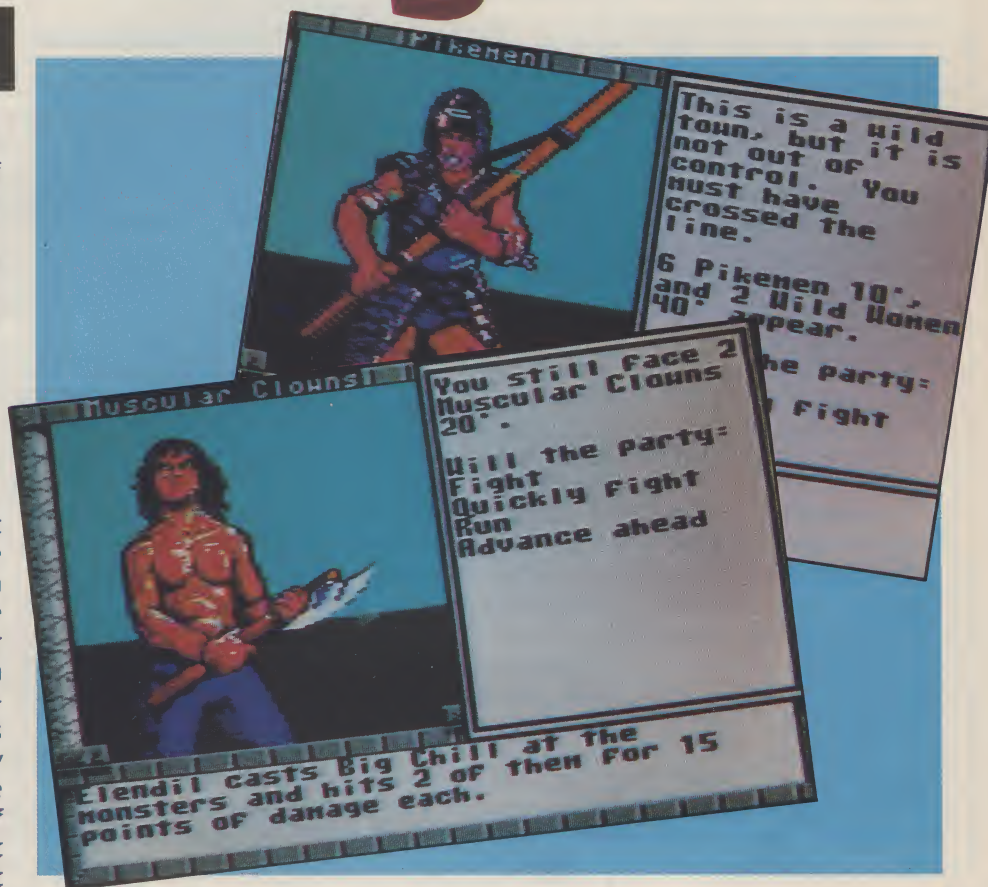 Pikemen
This is a wild
town, but it is
not out of
control. You
must have
crossed the
line.
6 Pikemen 10',
and 2 Wild Women
40' appear.
he party:
Fight
Muscular Clowns
You still face 2
Muscular Clowns
20'.
Will the party:
Fight
Quickly fight
Run
Advance ahead
Elendil casts Big Chill at the
monsters and hits 2 of them for 15
points of damage each.